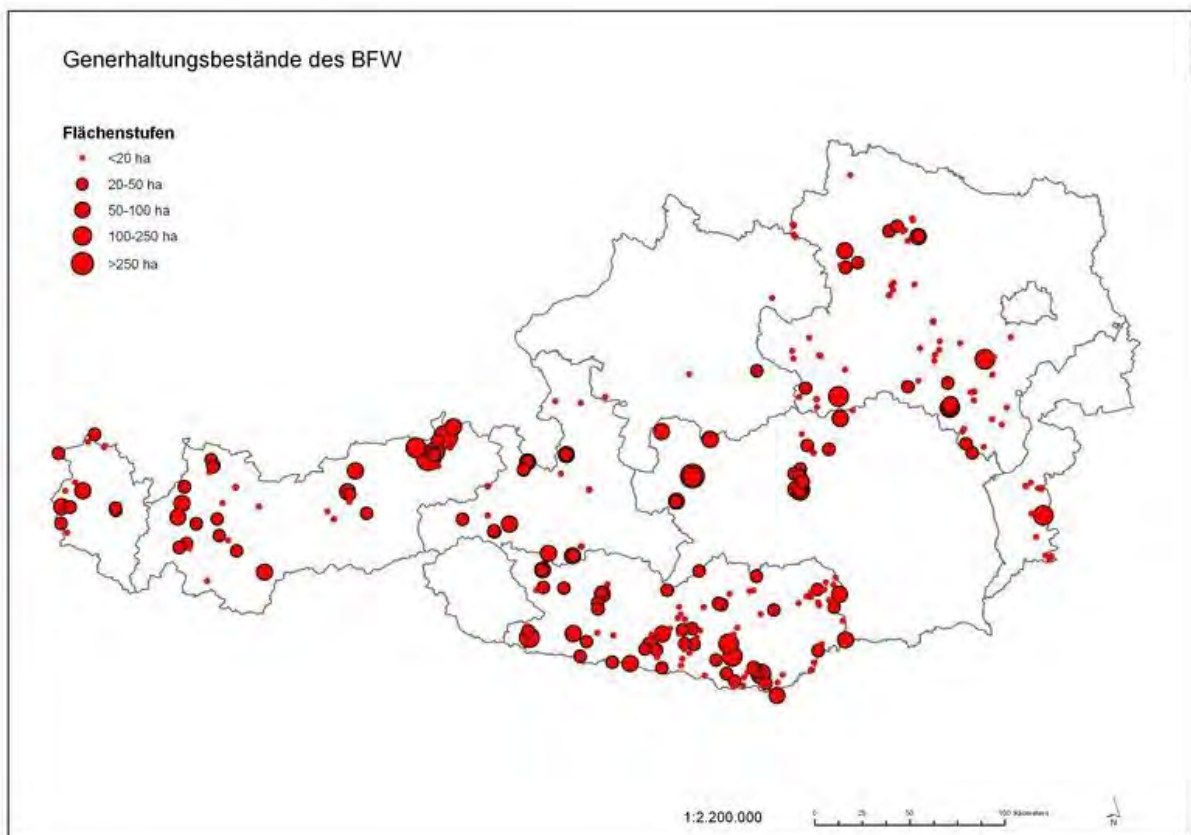 Generhaltungsbestände des BFW
Flächenstufen
<20 ha
20-50 ha
50-100 ha
100-250 ha
>250 ha
1:2.200.000
0 25 50 100 Kilometers
N